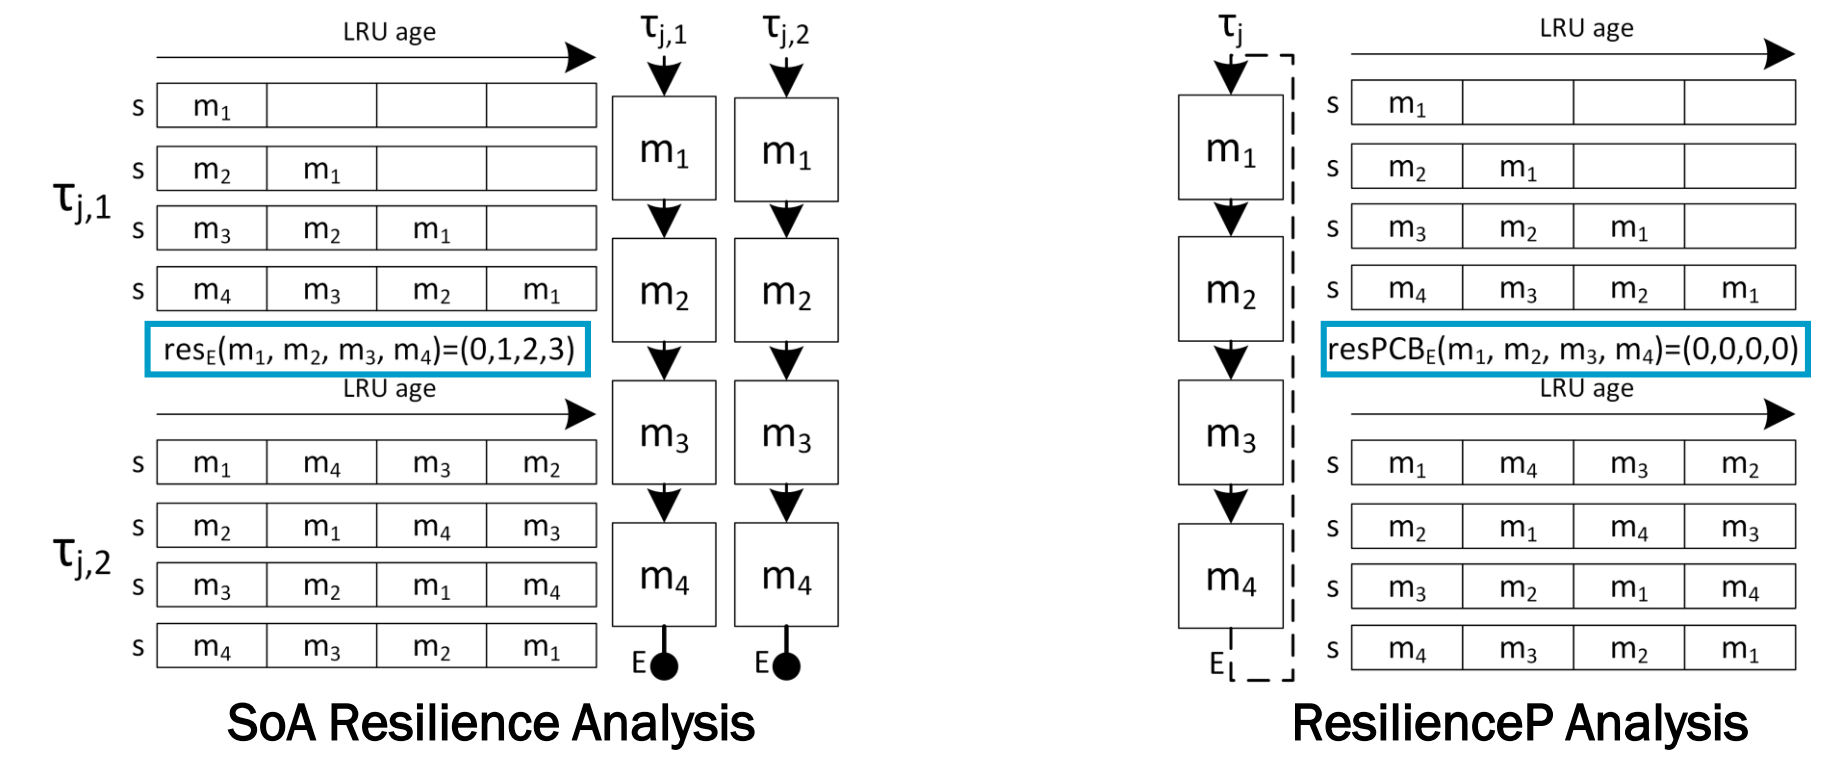 LRU age
τj,1 τj,2
s m1
s m2 m1
τj,1
s m3 m2 m1
s m4 m3 m2 m1
resE(m1, m2, m3, m4)=(0,1,2,3)
LRU age
s m1 m4 m3 m2
s m2 m1 m4 m3
τj,2
s m3 m2 m1 m4
s m4 m3 m2 m1
m1 m1
m2 m2
m3 m3
m4 m4
E E
SoA Resilience Analysis
τj
LRU age
m1
m2
m3
m4
E
s m1
s m2 m1
s m3 m2 m1
s m4 m3 m2 m1
resPCBE(m1, m2, m3, m4)=(0,0,0,0)
LRU age
s m1 m4 m3 m2
s m2 m1 m4 m3
s m3 m2 m1 m4
s m4 m3 m2 m1
ResilienceP Analysis